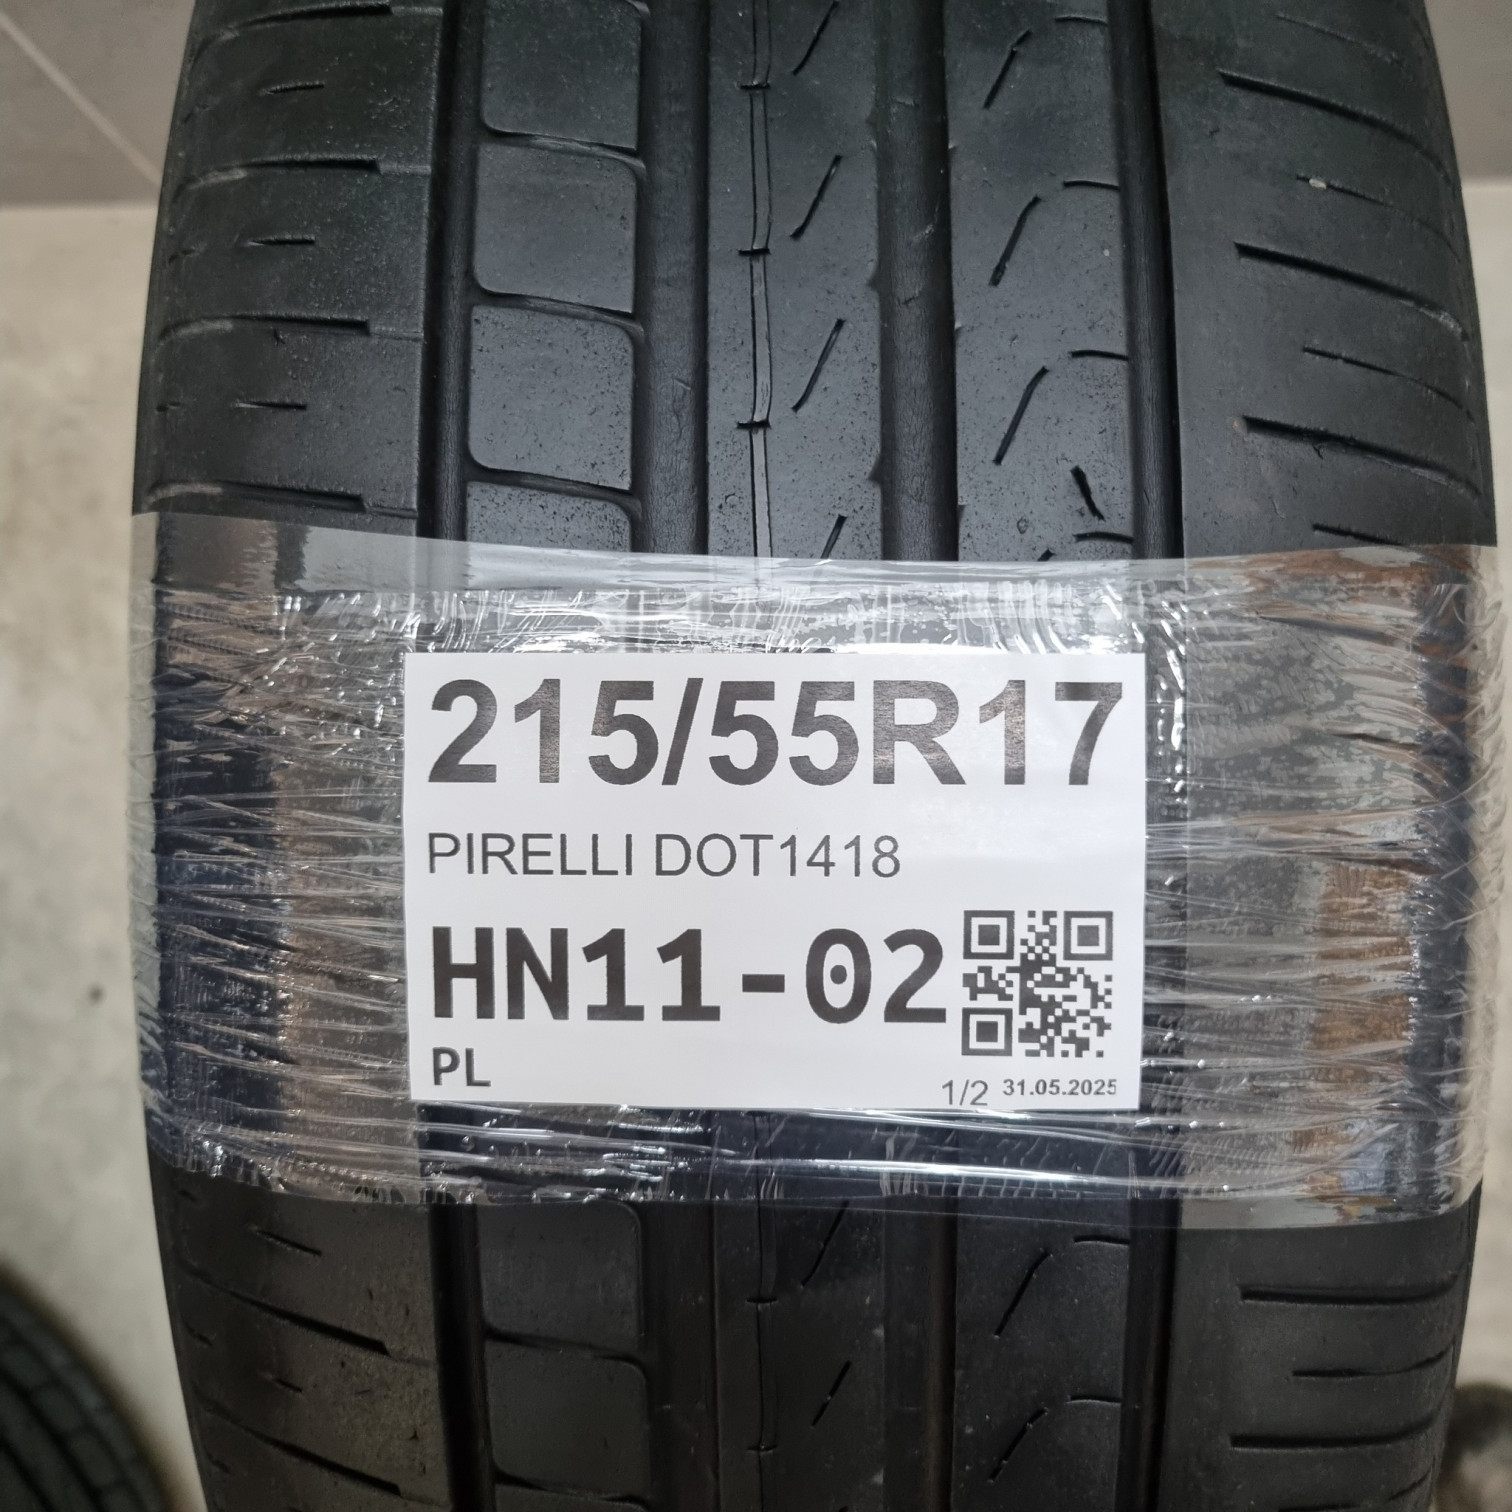 215/55R17
PIRELLI DOT1418
HN11-02
PL
1/2 31.05.2025